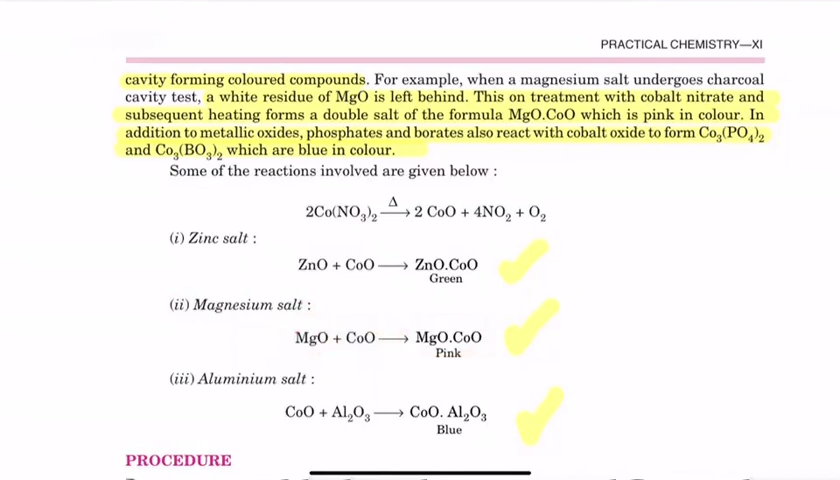 PRACTICAL CHEMISTRY—XI
cavity forming coloured compounds. For example, when a magnesium salt undergoes charcoal
cavity test, a white residue of MgO is left behind. This on treatment with cobalt nitrate and
subsequent heating forms a double salt of the formula MgO.CoO which is pink in colour. In
addition to metallic oxides, phosphates and borates also react with cobalt oxide to form Co₃(PO₄)₂
and Co₃(BO₃)₂ which are blue in colour.
Some of the reactions involved are given below :
2Co(NO₃)₂ —Δ→ 2 CoO + 4NO₂ + O₂
(i) Zinc salt :
ZnO + CoO ⟶ ZnO.CoO
Green
(ii) Magnesium salt :
MgO + CoO ⟶ MgO.CoO
Pink
(iii) Aluminium salt :
CoO + Al₂O₃ ⟶ CoO. Al₂O₃
Blue
PROCEDURE